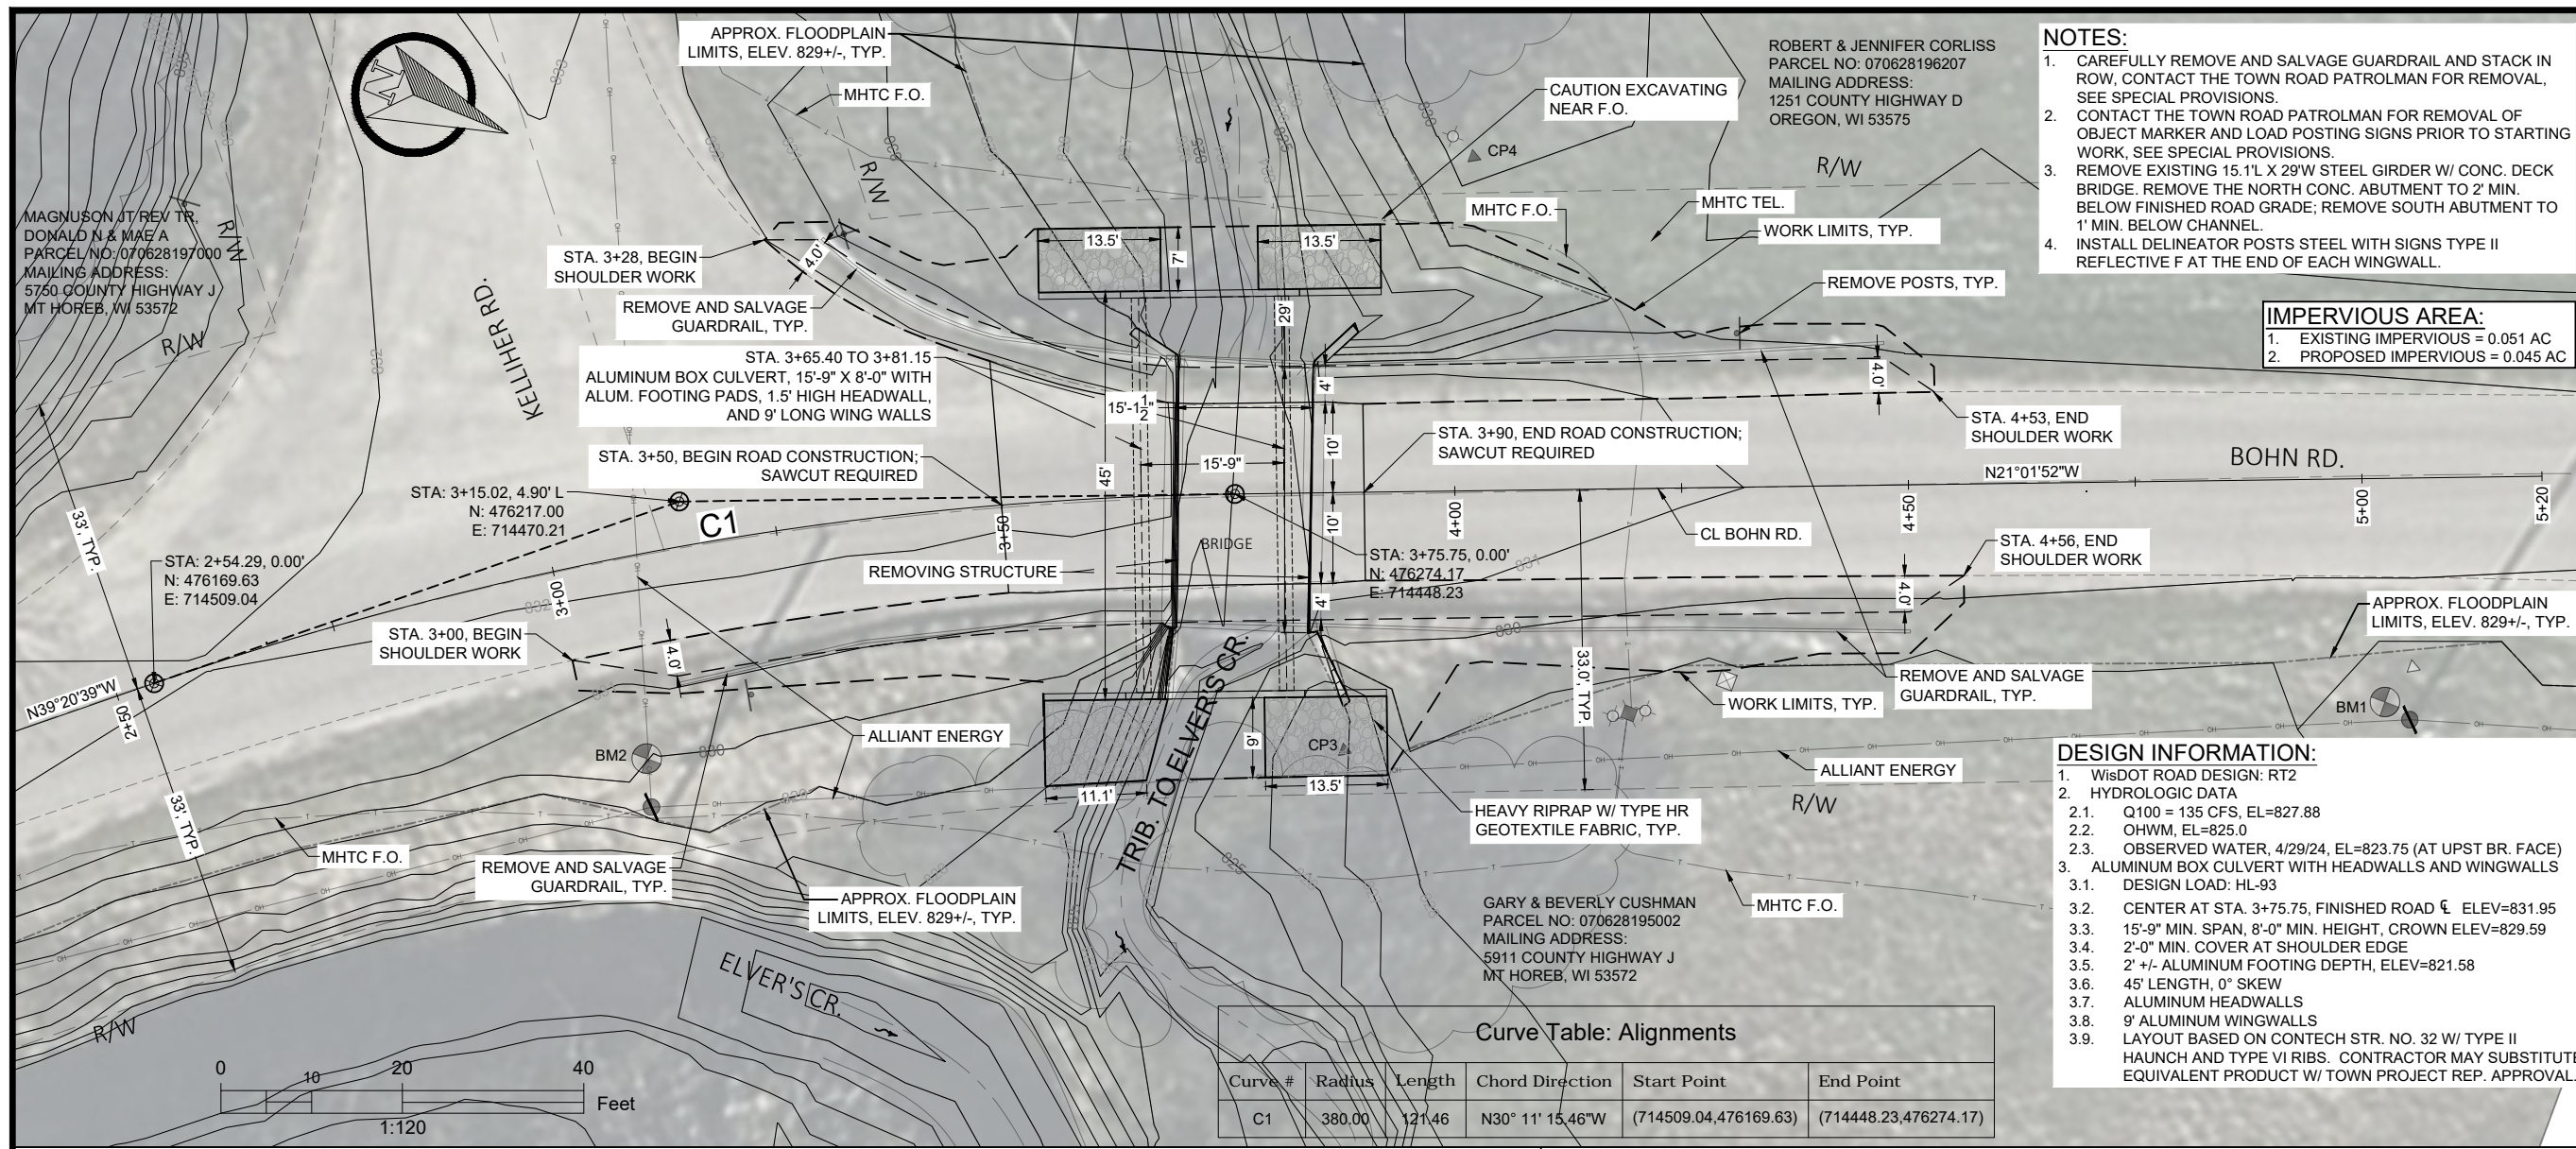 APPROX. FLOODPLAIN
LIMITS, ELEV. 829+/-, TYP.
MHTC F.O.
N
833
R/W
832
831
830
CAUTION EXCAVATING
NEAR F.O.
CP4
ROBERT & JENNIFER CORLISS
PARCEL NO: 070628196207
MAILING ADDRESS:
1251 COUNTY HIGHWAY D
OREGON, WI 53575
R/W
NOTES:
1. CAREFULLY REMOVE AND SALVAGE GUARDRAIL AND STACK IN
ROW, CONTACT THE TOWN ROAD PATROLMAN FOR REMOVAL,
SEE SPECIAL PROVISIONS.
2. CONTACT THE TOWN ROAD PATROLMAN FOR REMOVAL OF
OBJECT MARKER AND LOAD POSTING SIGNS PRIOR TO STARTING
WORK, SEE SPECIAL PROVISIONS.
3. REMOVE EXISTING 15.1'L X 29'W STEEL GIRDER W/ CONC. DECK
BRIDGE. REMOVE THE NORTH CONC. ABUTMENT TO 2' MIN.
BELOW FINISHED ROAD GRADE; REMOVE SOUTH ABUTMENT TO
1' MIN. BELOW CHANNEL.
4. INSTALL DELINEATOR POSTS STEEL WITH SIGNS TYPE II
REFLECTIVE F AT THE END OF EACH WINGWALL.
MAGNUSON JT REV TR,
DONALD N & MAE A
PARCEL NO: 070628197000
MAILING ADDRESS:
5750 COUNTY HIGHWAY J
MT HOREB, WI 53572
R/W
R/W
KELLIHER RD.
832
STA. 3+28, BEGIN
SHOULDER WORK
4.0'
REMOVE AND SALVAGE
GUARDRAIL, TYP.
13.5'
7'
13.5'
29'
MHTC F.O.
MHTC TEL.
WORK LIMITS, TYP.
REMOVE POSTS, TYP.
IMPERVIOUS AREA:
1. EXISTING IMPERVIOUS = 0.051 AC
2. PROPOSED IMPERVIOUS = 0.045 AC
STA. 3+65.40 TO 3+81.15
ALUMINUM BOX CULVERT, 15'-9" X 8'-0" WITH
ALUM. FOOTING PADS, 1.5' HIGH HEADWALL,
AND 9' LONG WING WALLS
15'-1 1/2"
4'
4.0'
STA. 4+53, END
SHOULDER WORK
STA. 3+50, BEGIN ROAD CONSTRUCTION;
SAWCUT REQUIRED
45'
15'-9"
10'
STA. 3+90, END ROAD CONSTRUCTION;
SAWCUT REQUIRED
N21°01'52"W
BOHN RD.
STA: 3+15.02, 4.90' L
N: 476217.00
E: 714470.21
C1
3+50
10'
4+00
4+50
5+00
5+20
CL BOHN RD.
33', TYP.
STA: 2+54.29, 0.00'
N: 476169.63
E: 714509.04
3+00
832
REMOVING STRUCTURE
BRIDGE
STA: 3+75.75, 0.00'
N: 476274.17
E: 714448.23
831
STA. 4+56, END
SHOULDER WORK
4.0'
4'
830
STA. 3+00, BEGIN
SHOULDER WORK
4.0'
APPROX. FLOODPLAIN
LIMITS, ELEV. 829+/-, TYP.
N39°20'39"W
2+50
33.0', TYP.
REMOVE AND SALVAGE
GUARDRAIL, TYP.
WORK LIMITS, TYP.
BM1
BM2
830
ALLIANT ENERGY
9'
CP3
11.1'
13.5'
TRIB. TO ELVER'S CR.
ALLIANT ENERGY
R/W
HEAVY RIPRAP W/ TYPE HR
GEOTEXTILE FABRIC, TYP.
33', TYP.
829
MHTC F.O.
REMOVE AND SALVAGE
GUARDRAIL, TYP.
APPROX. FLOODPLAIN
LIMITS, ELEV. 829+/-, TYP.
825
MHTC F.O.
GARY & BEVERLY CUSHMAN
PARCEL NO: 070628195002
MAILING ADDRESS:
5911 COUNTY HIGHWAY J
MT HOREB, WI 53572
DESIGN INFORMATION:
1. WisDOT ROAD DESIGN: RT2
2. HYDROLOGIC DATA
2.1. Q100 = 135 CFS, EL=827.88
2.2. OHWM, EL=825.0
2.3. OBSERVED WATER, 4/29/24, EL=823.75 (AT UPST BR. FACE)
3. ALUMINUM BOX CULVERT WITH HEADWALLS AND WINGWALLS
3.1. DESIGN LOAD: HL-93
3.2. CENTER AT STA. 3+75.75, FINISHED ROAD ℄ ELEV=831.95
3.3. 15'-9" MIN. SPAN, 8'-0" MIN. HEIGHT, CROWN ELEV=829.59
3.4. 2'-0" MIN. COVER AT SHOULDER EDGE
3.5. 2' +/- ALUMINUM FOOTING DEPTH, ELEV=821.58
3.6. 45' LENGTH, 0° SKEW
3.7. ALUMINUM HEADWALLS
3.8. 9' ALUMINUM WINGWALLS
3.9. LAYOUT BASED ON CONTECH STR. NO. 32 W/ TYPE II
HAUNCH AND TYPE VI RIBS. CONTRACTOR MAY SUBSTITUTE
EQUIVALENT PRODUCT W/ TOWN PROJECT REP. APPROVAL.
ELVER'S CR.
R/W
0 10 20 40
Feet
1:120
Curve Table: Alignments
Curve # Radius Length Chord Direction Start Point End Point
C1 380.00 121.46 N30° 11' 15.46"W (714509.04,476169.63) (714448.23,476274.17)